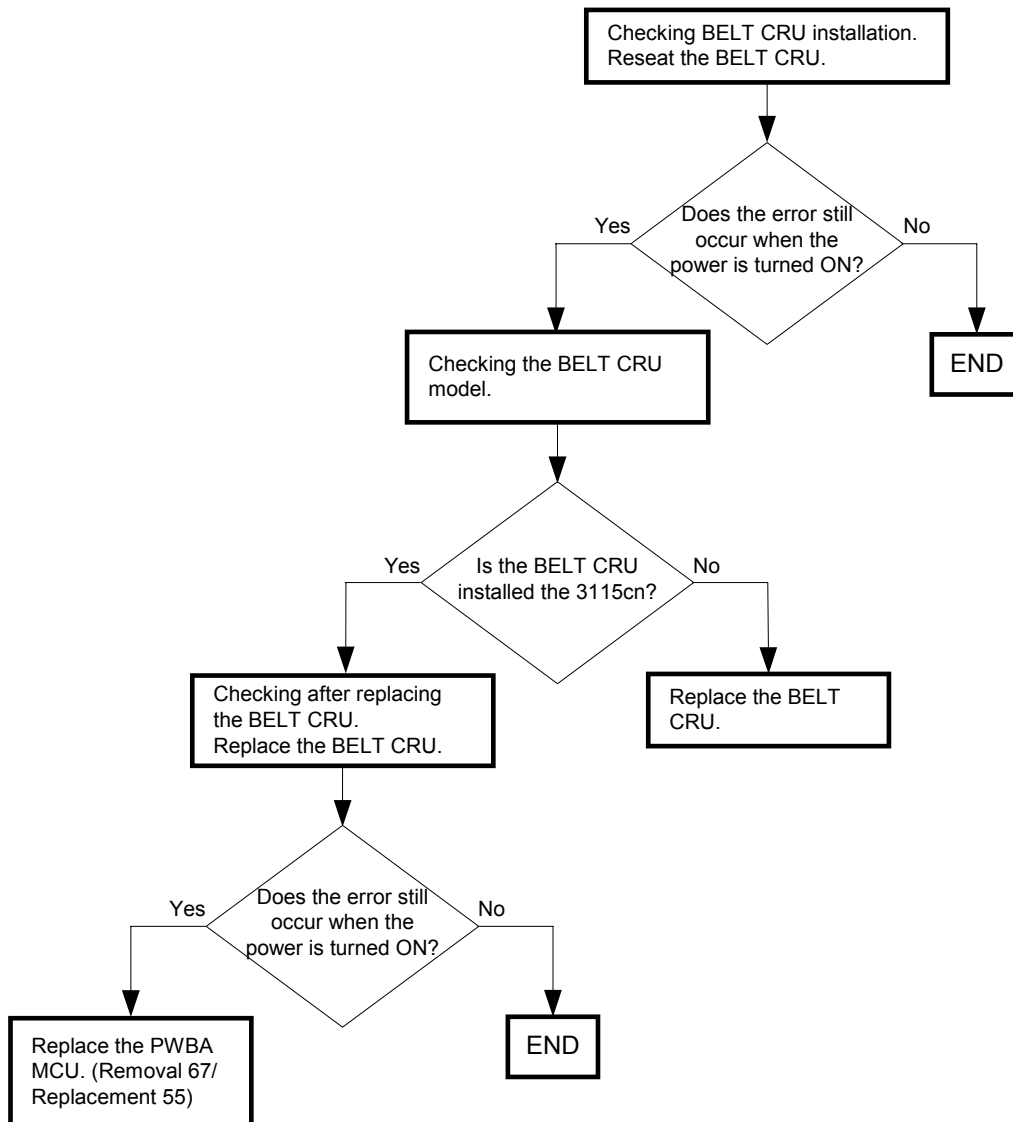 Checking BELT CRU installation.
Reseat the BELT CRU.
Does the error still
occur when the
power is turned ON?
Yes
No
END
Checking the BELT CRU
model.
Is the BELT CRU
installed the 3115cn?
Yes
No
Checking after replacing
the BELT CRU.
Replace the BELT CRU.
Replace the BELT
CRU.
Does the error still
occur when the
power is turned ON?
Yes
No
Replace the PWBA
MCU. (Removal 67/
Replacement 55)
END